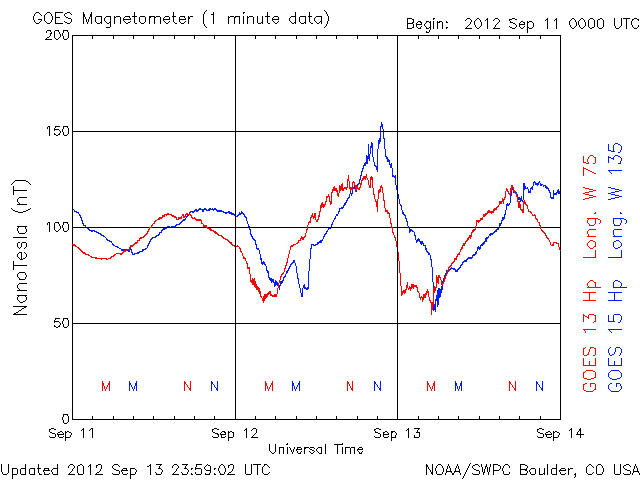 GOES Magnetometer (1 minute data)
Begin: 2012 Sep 11 0000 UTC
200
150
100
50
0
NanoTesla (nT)
M M N N M M N N M M N N
Sep 11 Sep 12 Sep 13 Sep 14
Universal Time
GOES 13 Hp Long. W 75
GOES 15 Hp Long. W 135
Updated 2012 Sep 13 23:59:02 UTC
NOAA/SWPC Boulder, CO USA